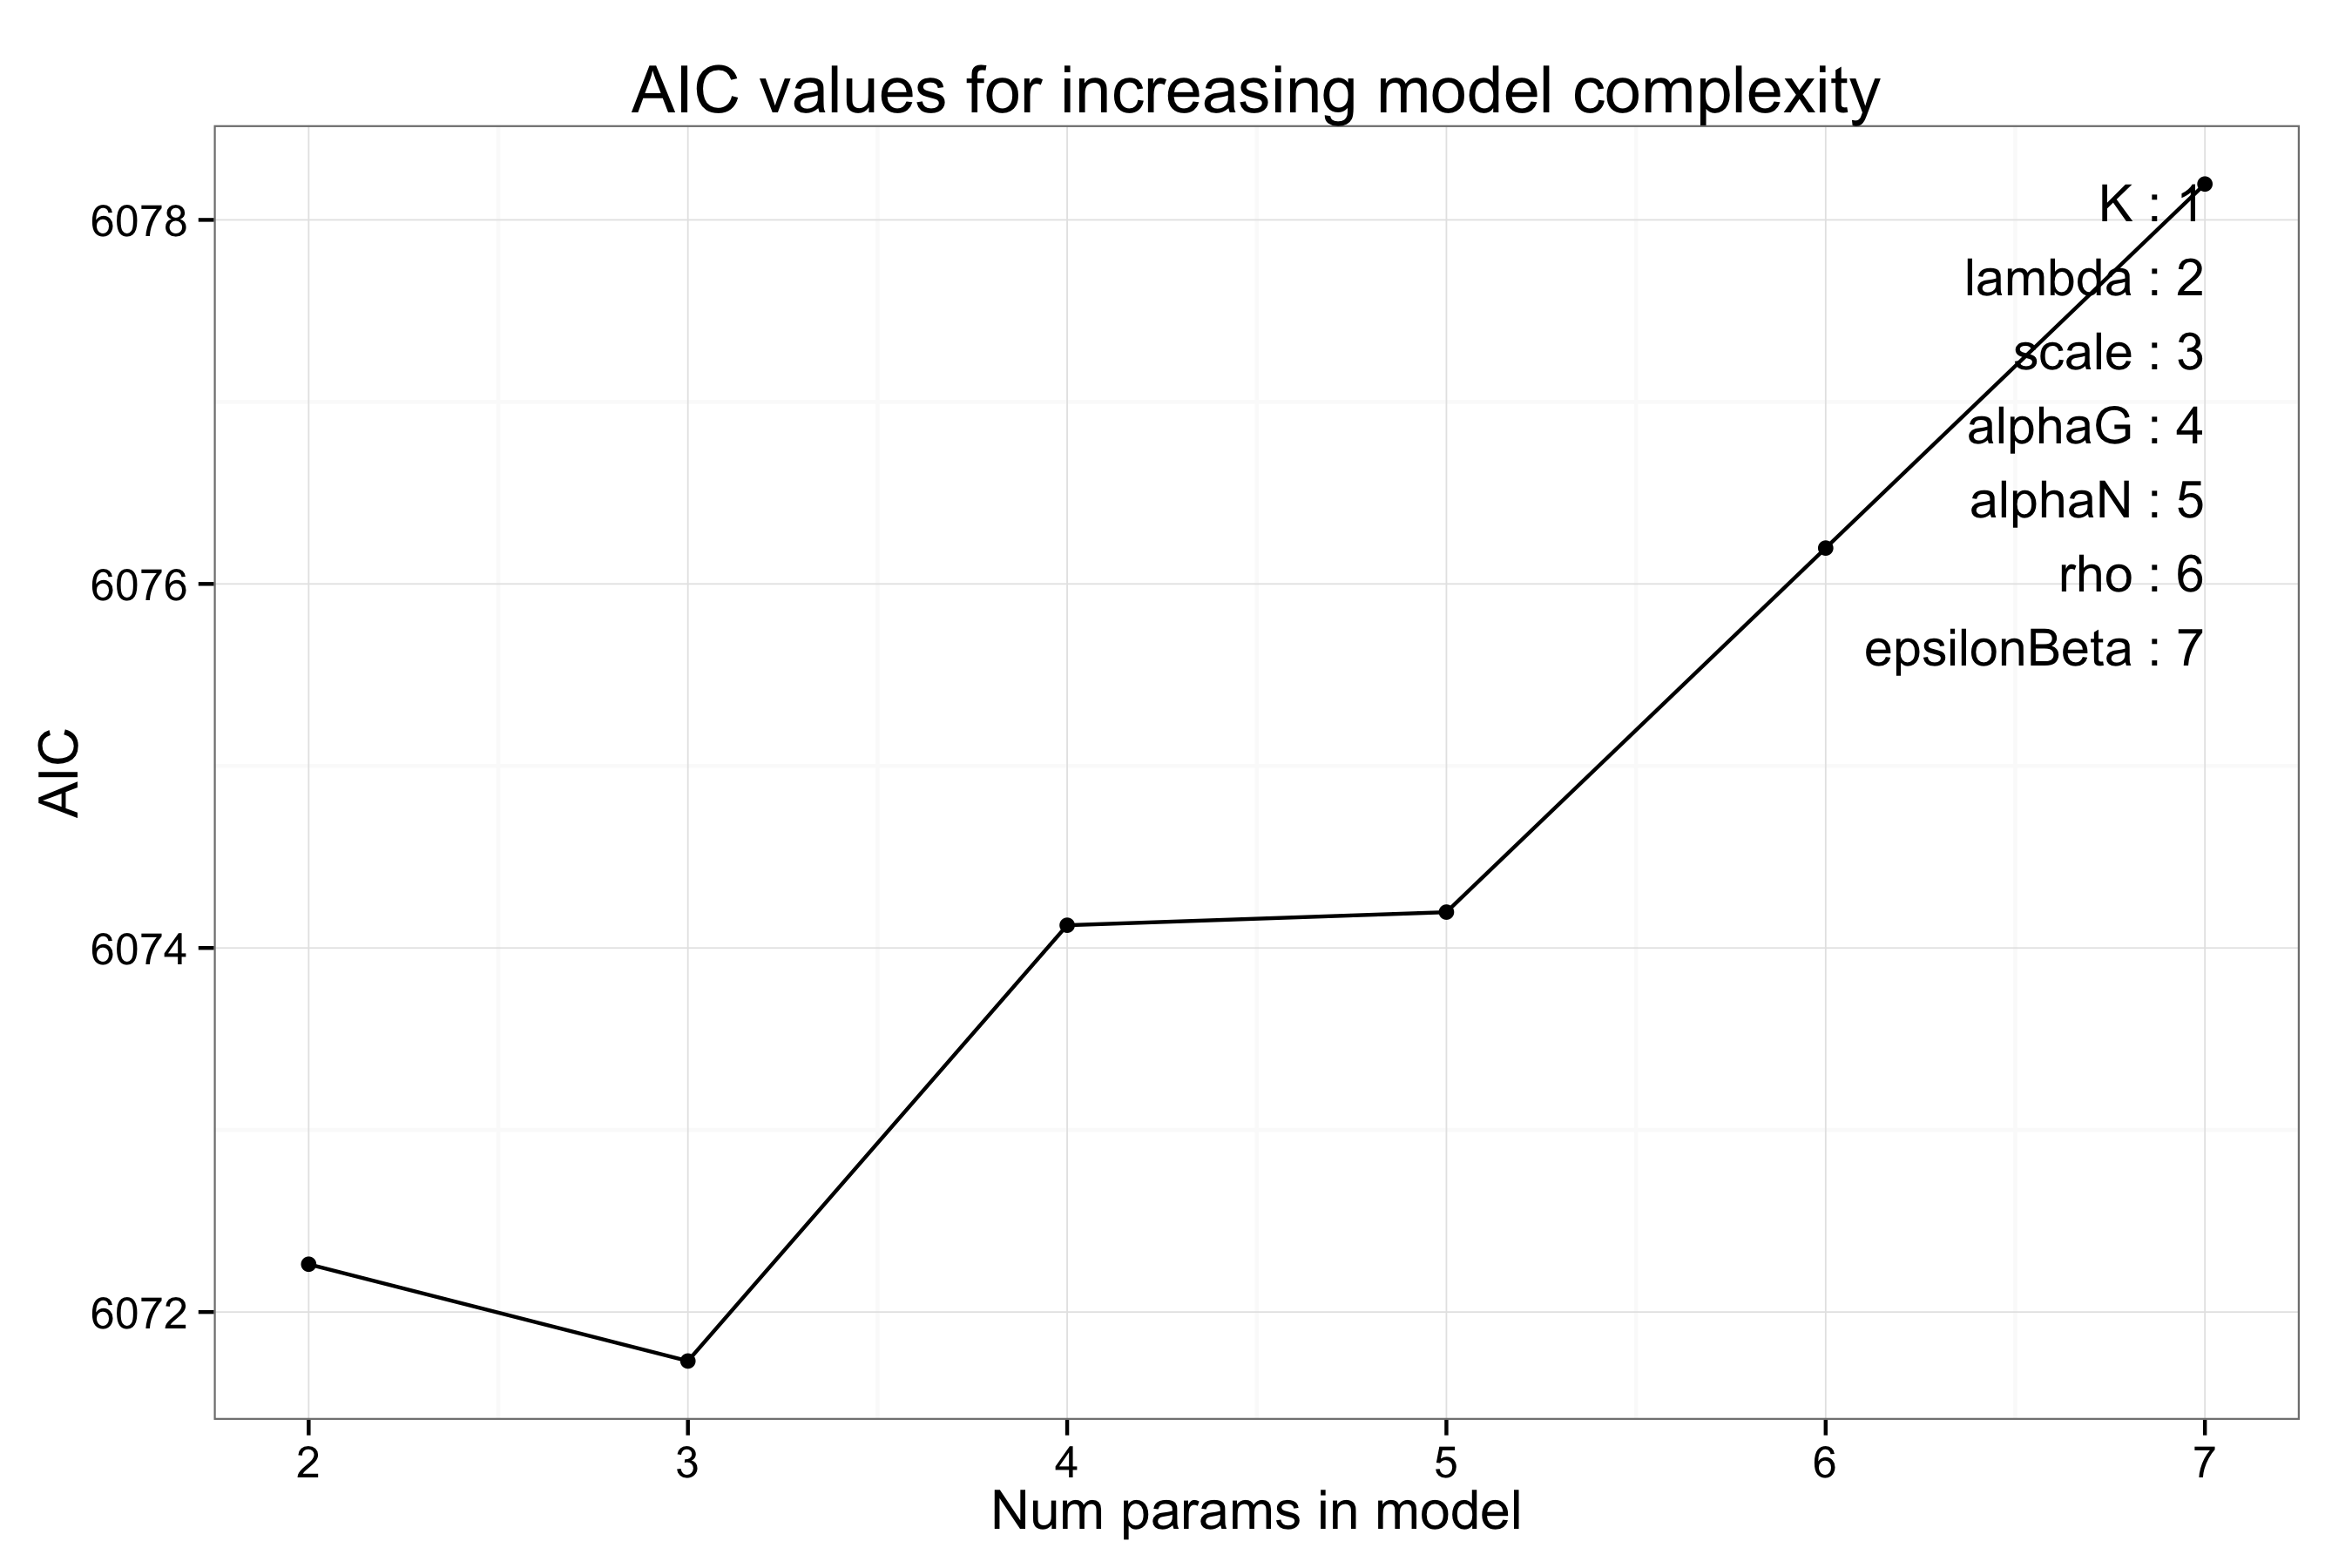 AIC values for increasing model complexity
6078
6076
6074
6072
AIC
K : 1
lambda : 2
scale : 3
alphaG : 4
alphaN : 5
rho : 6
epsilonBeta : 7
2 3 4 5 6 7
Num params in model